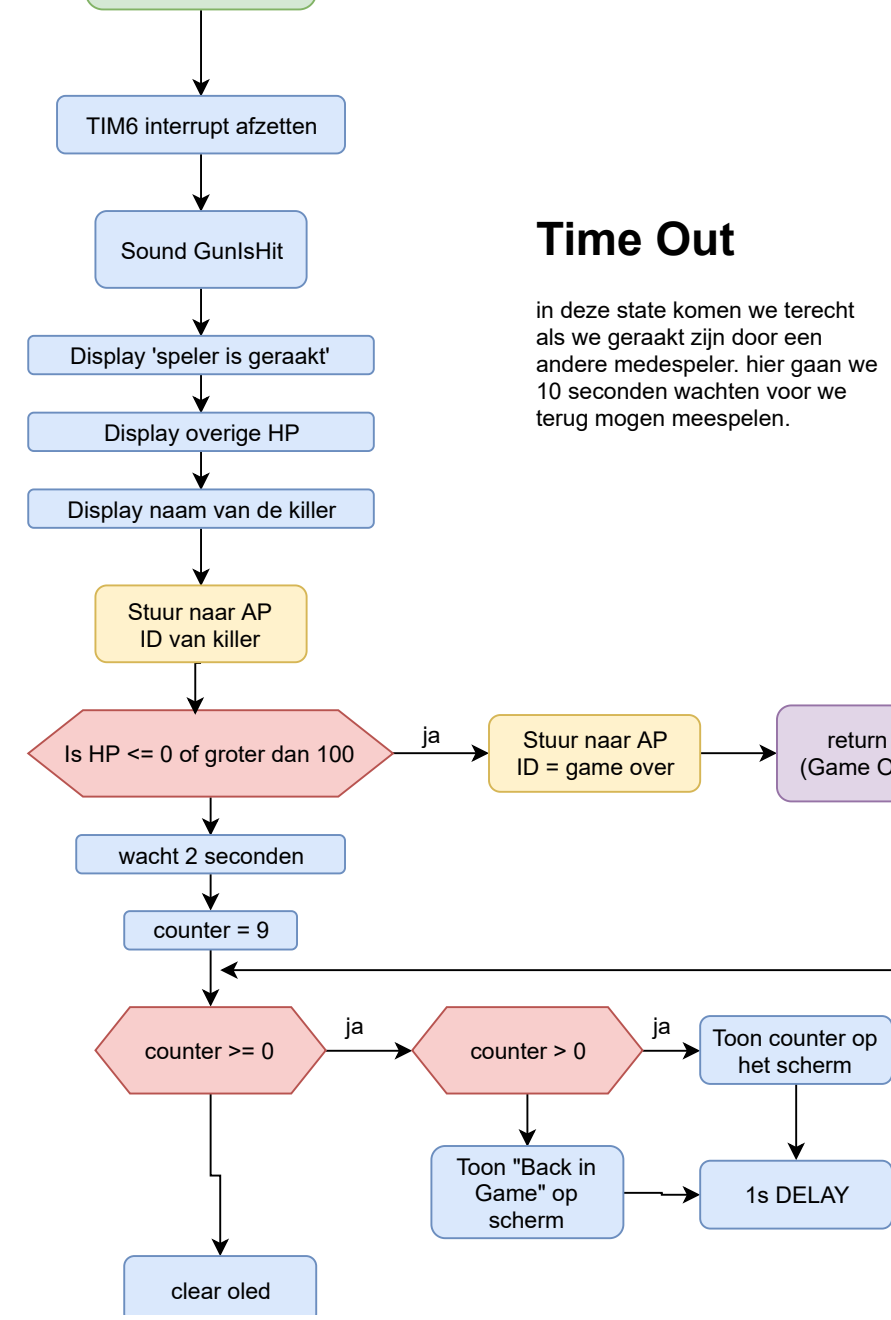 TIM6 interrupt afzetten
Sound GunIsHit
Time Out
in deze state komen we terecht
als we geraakt zijn door een
andere medespeler. hier gaan we
10 seconden wachten voor we
terug mogen meespelen.
Display 'speler is geraakt'
Display overige HP
Display naam van de killer
Stuur naar AP
ID van killer
Is HP <= 0 of groter dan 100
ja
Stuur naar AP
ID = game over
return
(Game O
wacht 2 seconden
counter = 9
counter >= 0
ja
counter > 0
ja
Toon counter op
het scherm
Toon "Back in
Game" op
scherm
1s DELAY
clear oled